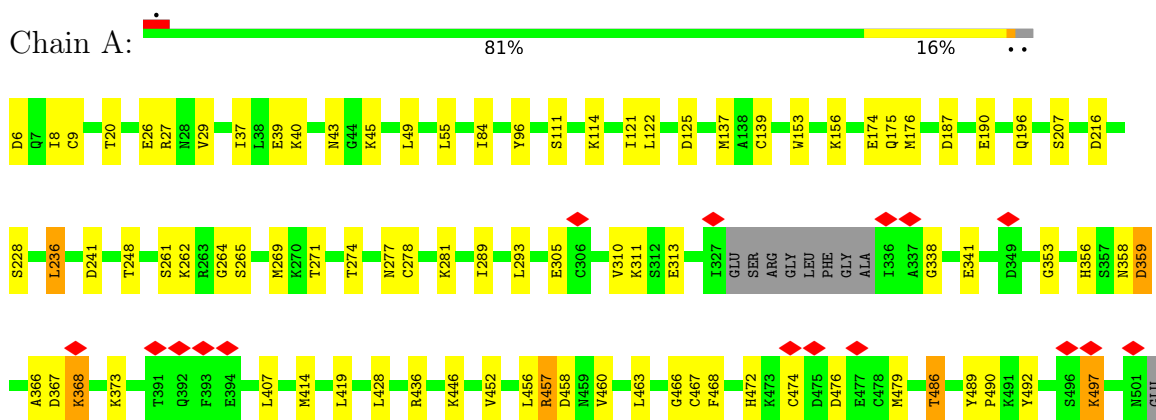 Chain A:
81%
16%
D6 Q7 I8 C9 T20 E26 R27 N28 V29 I37 L38 E39 K40 N43 G44 K45 L49 L55 I84 Y96 S111 K114 I121 L122 D125 M137 A138 C139 W153 K156 E174 Q175 M176 D187 E190 Q196 S207 D216
S228 L236 D241 T248 S261 K262 R263 G264 S265 M269 K270 T271 T274 N277 C278 K281 I289 L293 E305 C306 V310 K311 S312 E313 I327 GLU SER ARG GLY LEU PHE GLY ALA I336 A337 G338 E341 D349 G353 H356 S357 N358 D359
A366 D367 K368 K373 T391 Q392 F393 E394 L407 M414 L419 L428 R436 K446 V452 L456 R457 D458 N459 V460 L463 G466 C467 F468 H472 K473 C474 D475 D476 E477 C478 M479 T486 Y489 P490 K491 Y492 S496 K497 N501